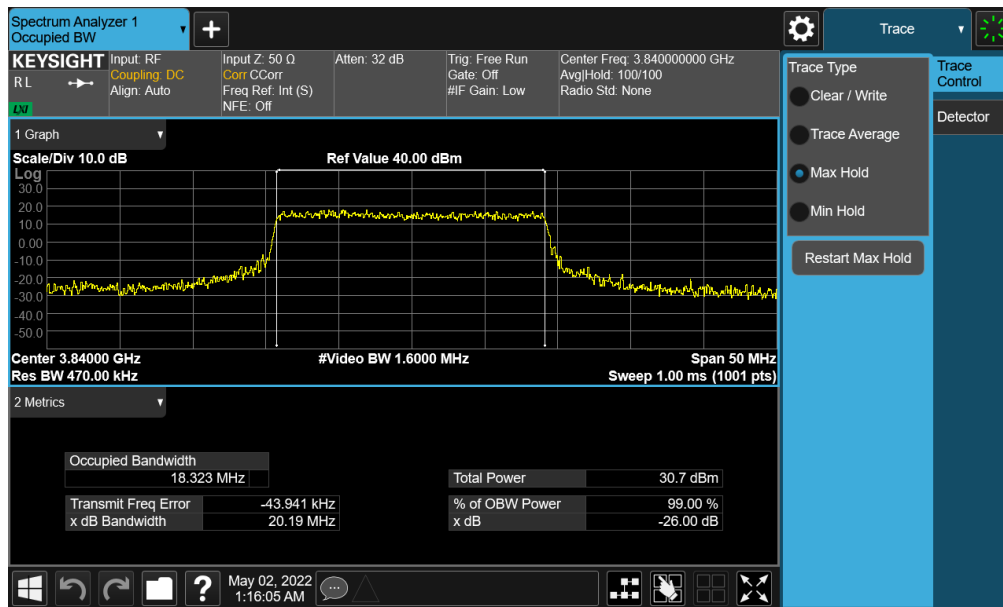 Spectrum Analyzer 1
Occupied BW
+
Trace
KEYSIGHT
R L
LXI
Input: RF
Coupling: DC
Align: Auto
Input Z: 50 Ω
Corr CCorr
Freq Ref: Int (S)
NFE: Off
Atten: 32 dB
Trig: Free Run
Gate: Off
#IF Gain: Low
Center Freq: 3.840000000 GHz
Avg|Hold: 100/100
Radio Std: None
Trace Type
Clear / Write
Trace Average
Max Hold
Min Hold
Restart Max Hold
Trace
Control
Detector
1 Graph
Scale/Div 10.0 dB
Ref Value 40.00 dBm
Log
30.0
20.0
10.0
0.00
-10.0
-20.0
-30.0
-40.0
-50.0
Center 3.84000 GHz
#Video BW 1.6000 MHz
Span 50 MHz
Res BW 470.00 kHz
Sweep 1.00 ms (1001 pts)
2 Metrics
Occupied Bandwidth
18.323 MHz
Total Power 30.7 dBm
Transmit Freq Error -43.941 kHz
% of OBW Power 99.00 %
x dB Bandwidth 20.19 MHz
x dB -26.00 dB
?
May 02, 2022
1:16:05 AM